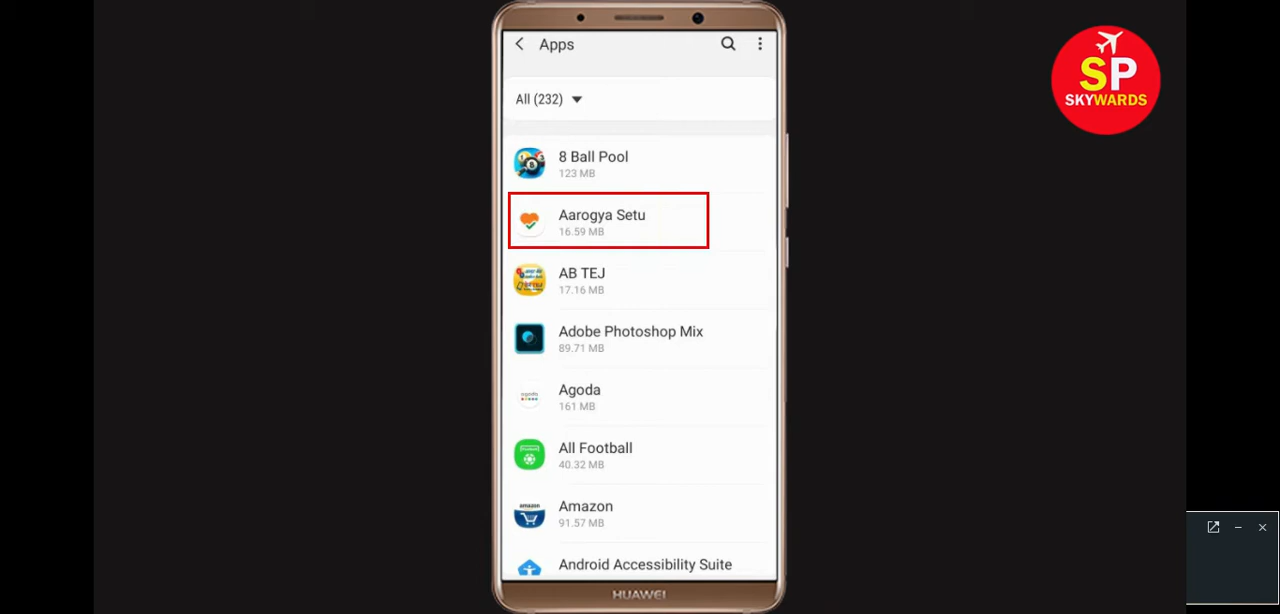 Apps
All (232)
8 Ball Pool
123 MB
Aarogya Setu
16.59 MB
AB TEJ
17.16 MB
Adobe Photoshop Mix
89.71 MB
agoda
Agoda
161 MB
All Football
40.32 MB
amazon
Amazon
91.57 MB
Android Accessibility Suite
HUAWEI
SP
SKYWARDS